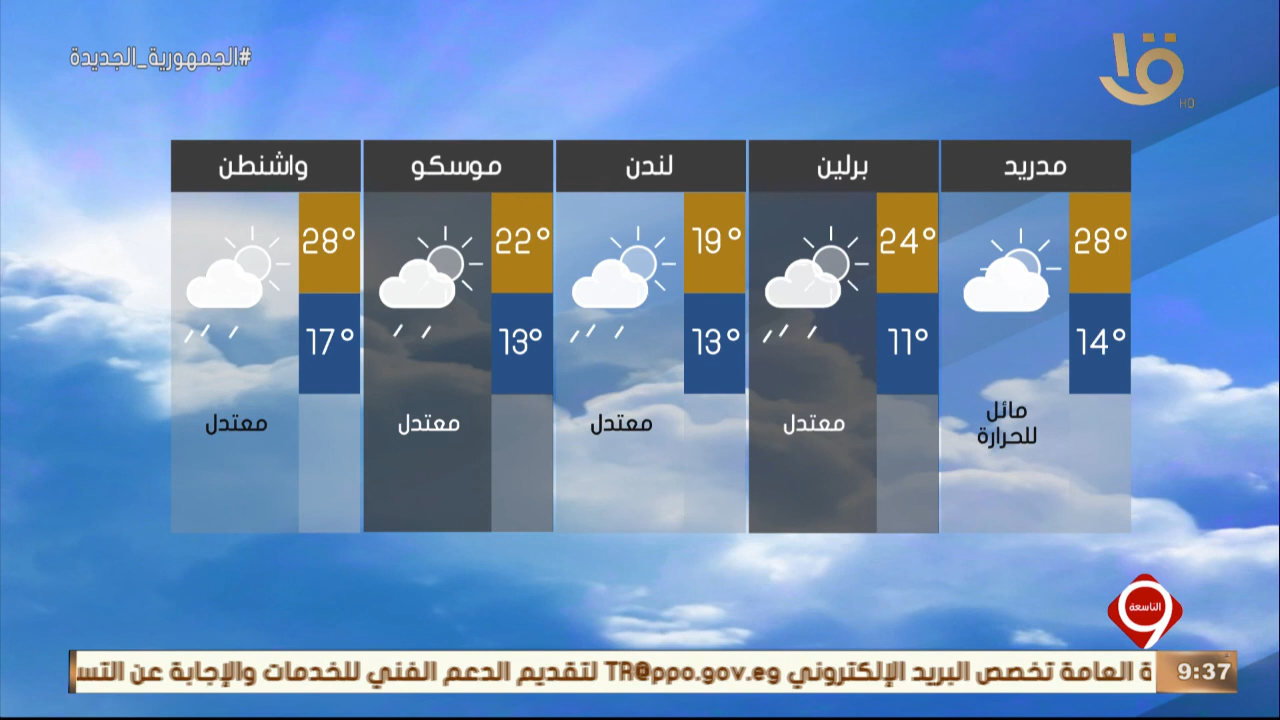 #الجمهورية_الجديدة
HD
مدريد
28°
14°
مائل
للحرارة
برلين
24°
11°
معتدل
لندن
19°
13°
معتدل
موسكو
22°
13°
معتدل
واشنطن
28°
17°
معتدل
التاسعة
9
9:37
ة العامة تخصص البريد الإلكتروني TR@ppo.gov.eg لتقديم الدعم الفني للخدمات والإجابة عن التس